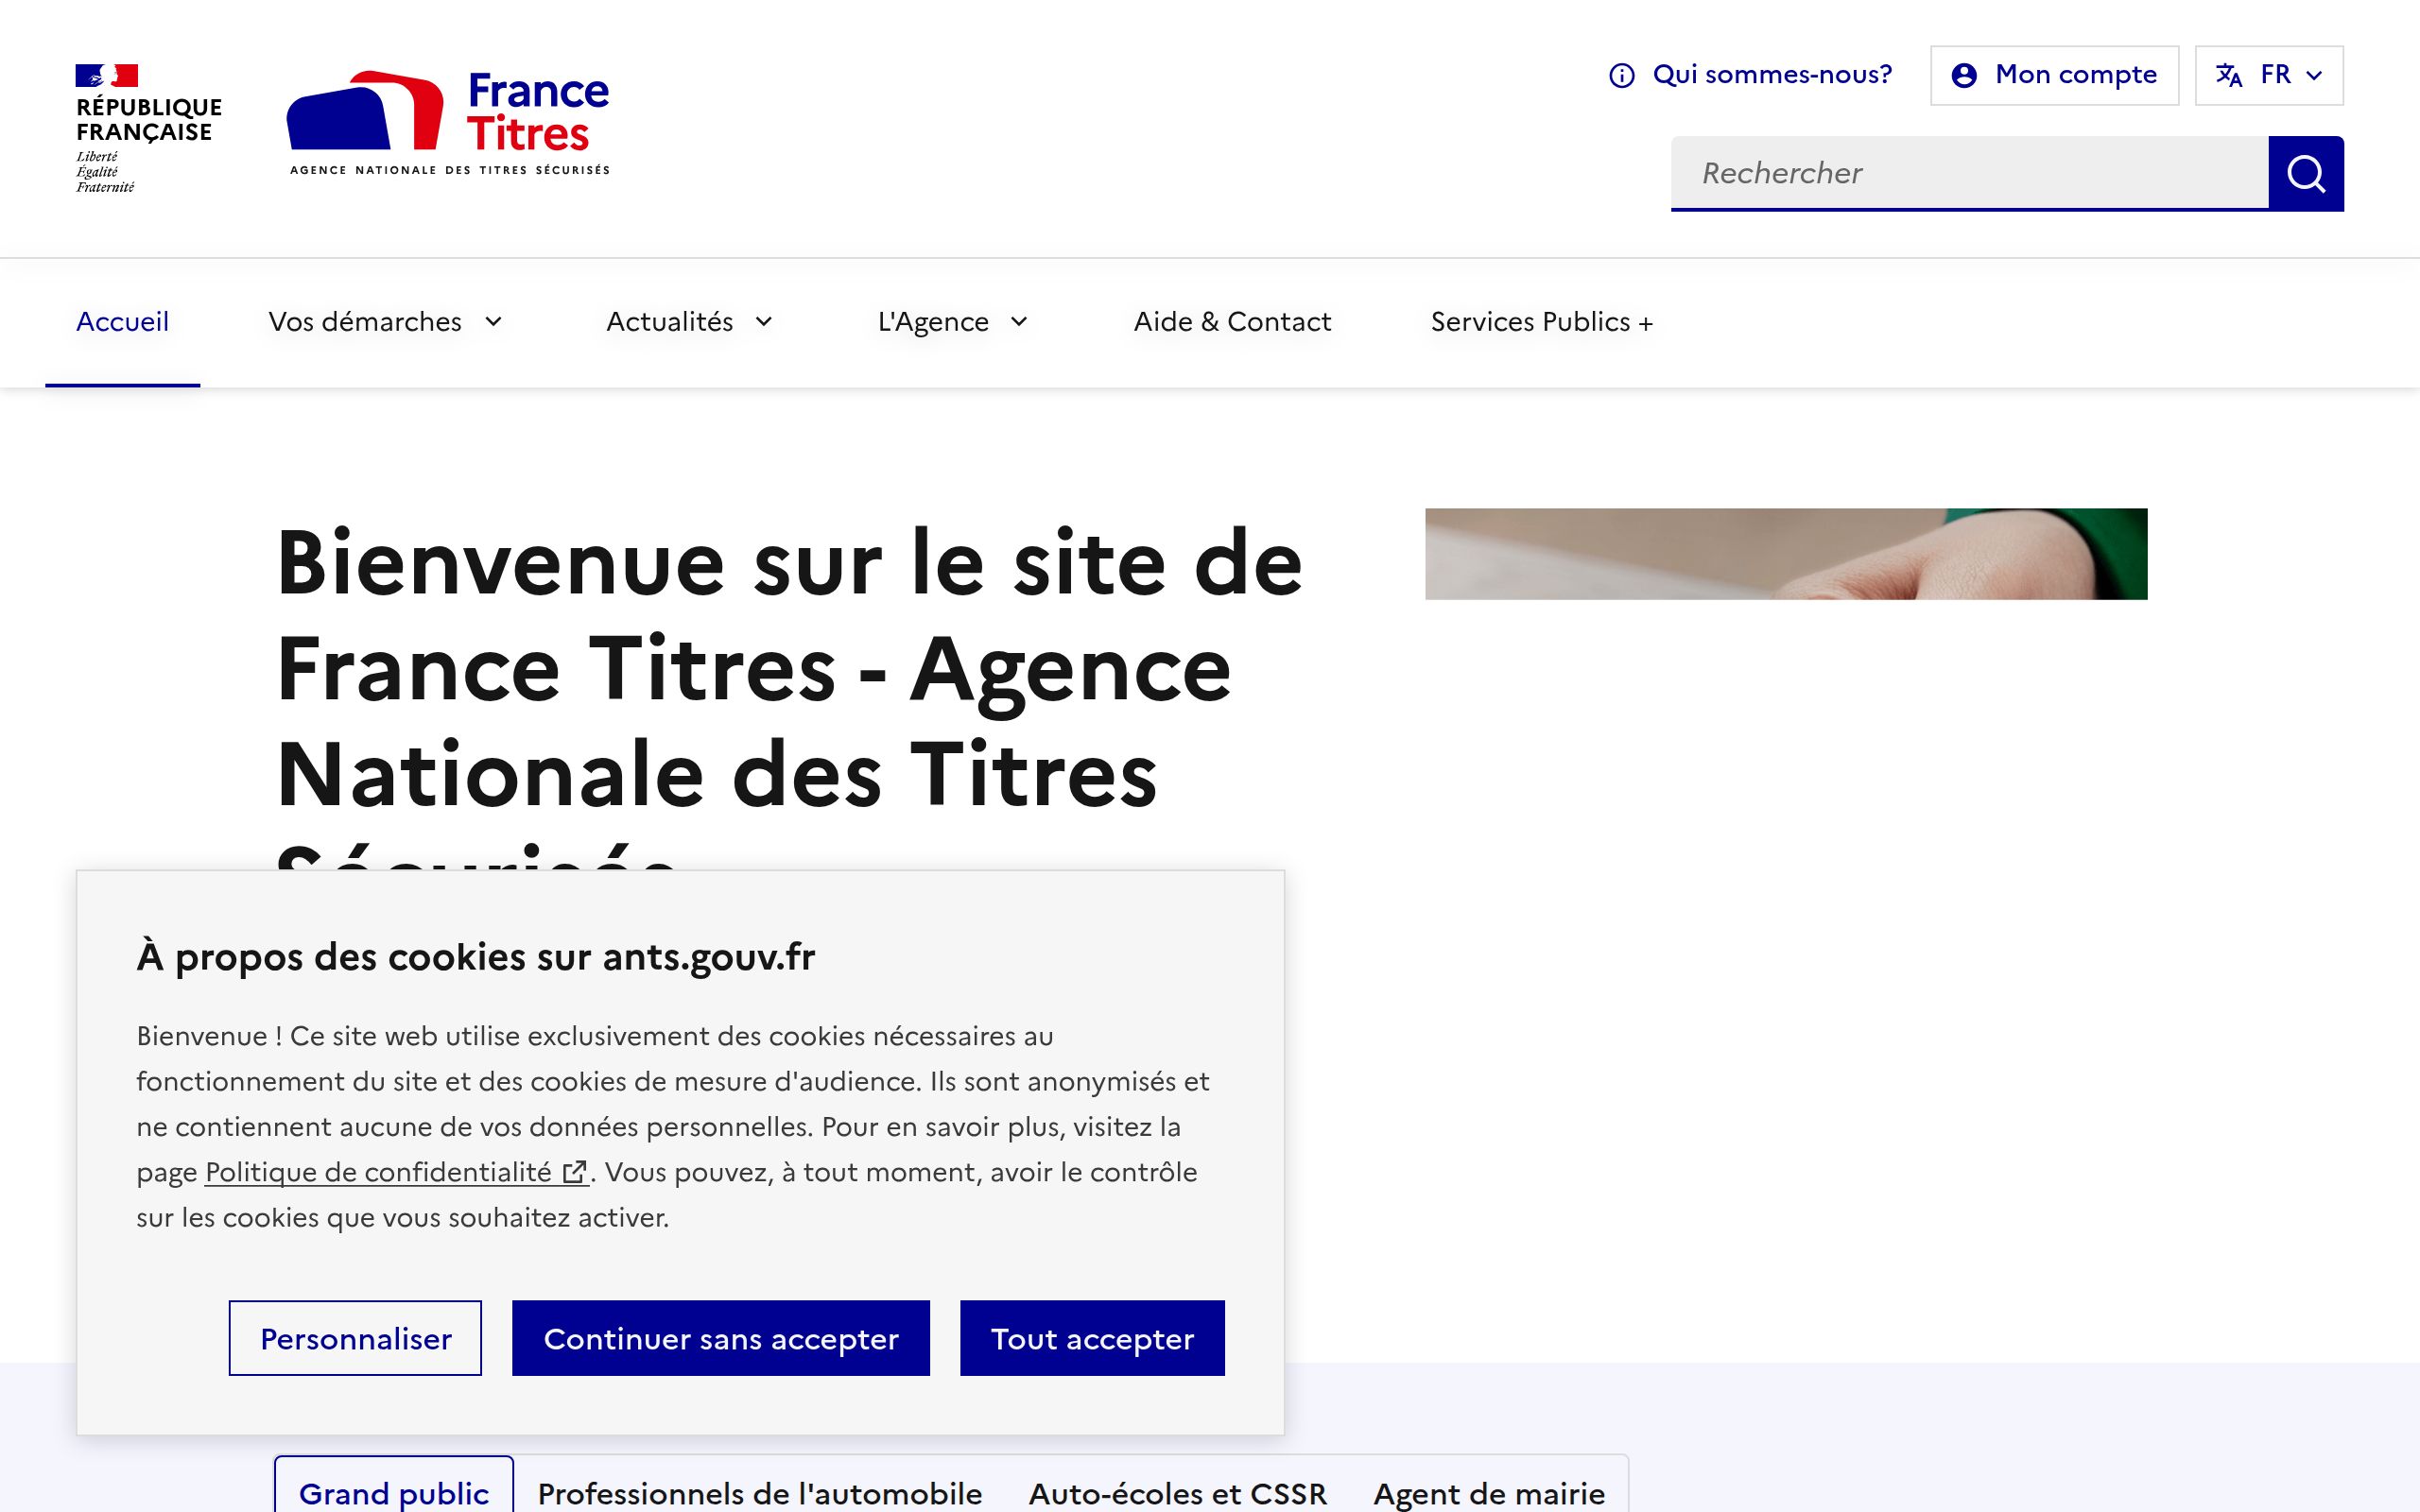 RÉPUBLIQUE
FRANÇAISE
Liberté
Égalité
Fraternité
France
Titres
AGENCE NATIONALE DES TITRES SÉCURISÉS
Qui sommes-nous?
Mon compte
FR
Rechercher
Accueil
Vos démarches
Actualités
L'Agence
Aide & Contact
Services Publics +
Bienvenue sur le site de
France Titres - Agence
Nationale des Titres
Sécurisés
À propos des cookies sur ants.gouv.fr
Bienvenue ! Ce site web utilise exclusivement des cookies nécessaires au
fonctionnement du site et des cookies de mesure d'audience. Ils sont anonymisés et
ne contiennent aucune de vos données personnelles. Pour en savoir plus, visitez la
page Politique de confidentialité. Vous pouvez, à tout moment, avoir le contrôle
sur les cookies que vous souhaitez activer.
Personnaliser
Continuer sans accepter
Tout accepter
Grand public
Professionnels de l'automobile
Auto-écoles et CSSR
Agent de mairie